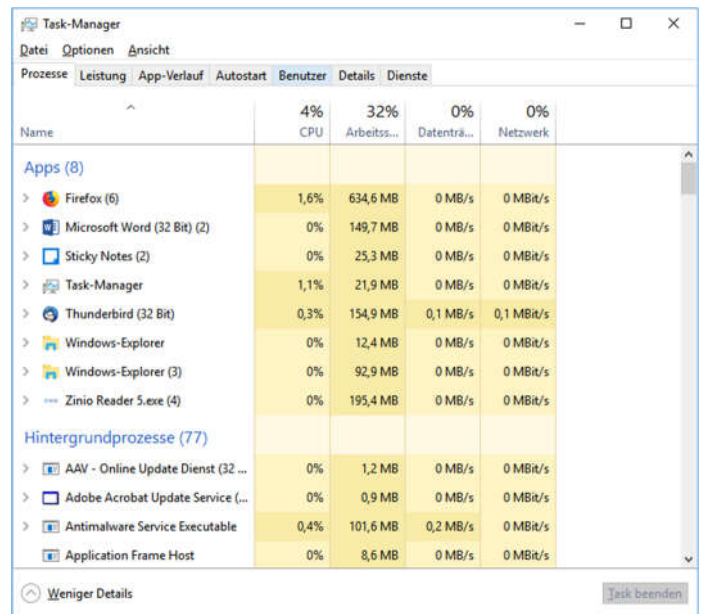 Task-Manager
Datei Optionen Ansicht
Prozesse Leistung App-Verlauf Autostart Benutzer Details Dienste
4% 32% 0% 0%
Name CPU Arbeitss... Datenträ... Netzwerk
Apps (8)
Firefox (6) 1,6% 634,6 MB 0 MB/s 0 MBit/s
Microsoft Word (32 Bit) (2) 0% 149,7 MB 0 MB/s 0 MBit/s
Sticky Notes (2) 0% 25,3 MB 0 MB/s 0 MBit/s
Task-Manager 1,1% 21,9 MB 0 MB/s 0 MBit/s
Thunderbird (32 Bit) 0,3% 154,9 MB 0,1 MB/s 0,1 MBit/s
Windows-Explorer 0% 12,4 MB 0 MB/s 0 MBit/s
Windows-Explorer (3) 0% 92,9 MB 0 MB/s 0 MBit/s
Zinio Reader 5.exe (4) 0% 195,4 MB 0 MB/s 0 MBit/s
Hintergrundprozesse (77)
AAV - Online Update Dienst (32 ... 0% 1,2 MB 0 MB/s 0 MBit/s
Adobe Acrobat Update Service (... 0% 0,9 MB 0 MB/s 0 MBit/s
Antimalware Service Executable 0,4% 101,6 MB 0,2 MB/s 0 MBit/s
Application Frame Host 0% 8,6 MB 0 MB/s 0 MBit/s
Weniger Details Task beenden